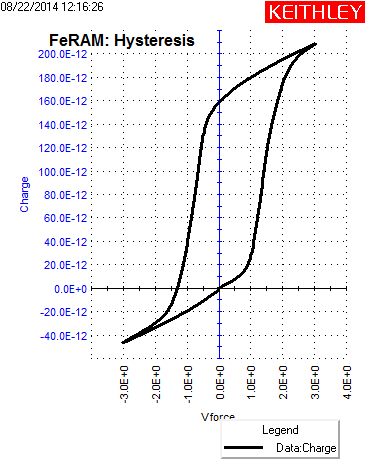 08/22/2014 12:16:26
KEITHLEY
FeRAM: Hysteresis
220.0E-12
200.0E-12
180.0E-12
160.0E-12
140.0E-12
120.0E-12
100.0E-12
80.0E-12
60.0E-12
40.0E-12
20.0E-12
0.0E+0
-20.0E-12
-40.0E-12
Charge
-3.0E+0
-2.0E+0
-1.0E+0
0.0E+0
1.0E+0
2.0E+0
3.0E+0
4.0E+0
Vforce
Legend
Data:Charge